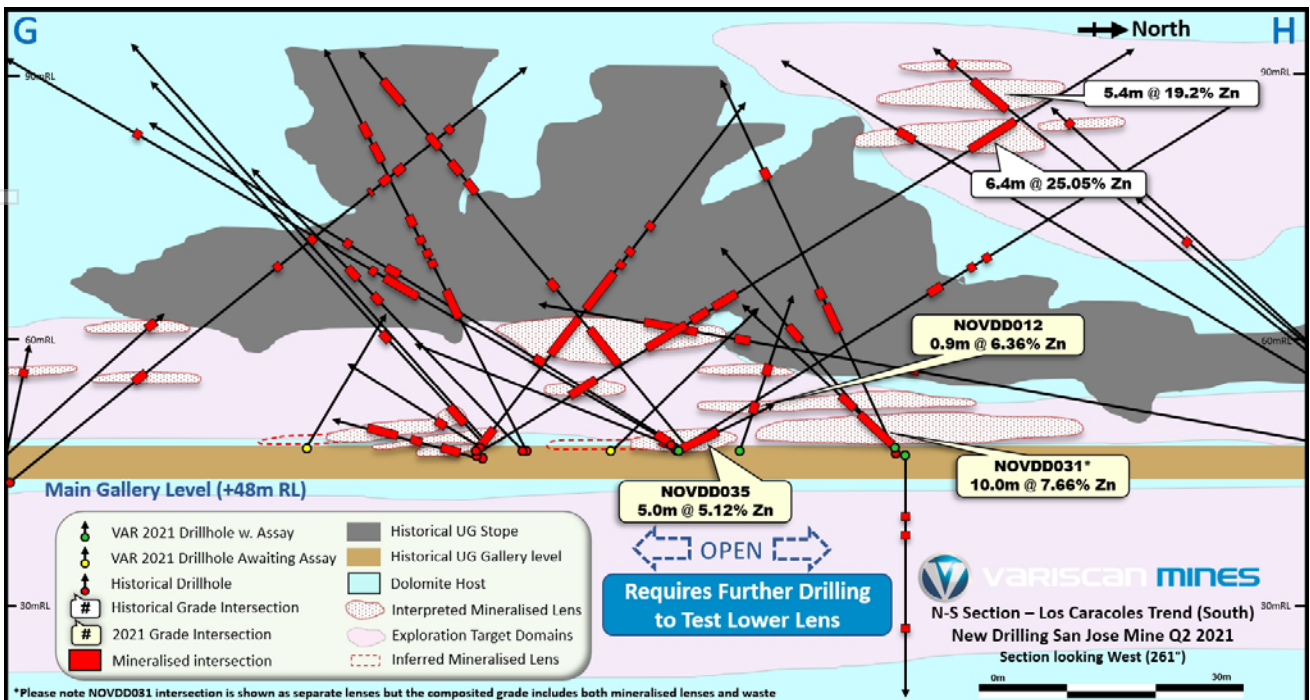 G
North
H
90mRL
90mRL
5.4m @ 19.2% Zn
6.4m @ 25.05% Zn
NOVDD012
0.9m @ 6.36% Zn
60mRL
60mRL
NOVDD031*
10.0m @ 7.66% Zn
NOVDD035
5.0m @ 5.12% Zn
Main Gallery Level (+48m RL)
VAR 2021 Drillhole w. Assay
VAR 2021 Drillhole Awaiting Assay
Historical Drillhole
# Historical Grade Intersection
# 2021 Grade Intersection
Mineralised intersection
Historical UG Stope
Historical UG Gallery level
Dolomite Host
Interpreted Mineralised Lens
Exploration Target Domains
Inferred Mineralised Lens
OPEN
Requires Further Drilling
to Test Lower Lens
30mRL
30mRL
V VARISCAN MINES
N-S Section – Los Caracoles Trend (South)
New Drilling San Jose Mine Q2 2021
Section looking West (261°)
0m 30m
*Please note NOVDD031 intersection is shown as separate lenses but the composited grade includes both mineralised lenses and waste